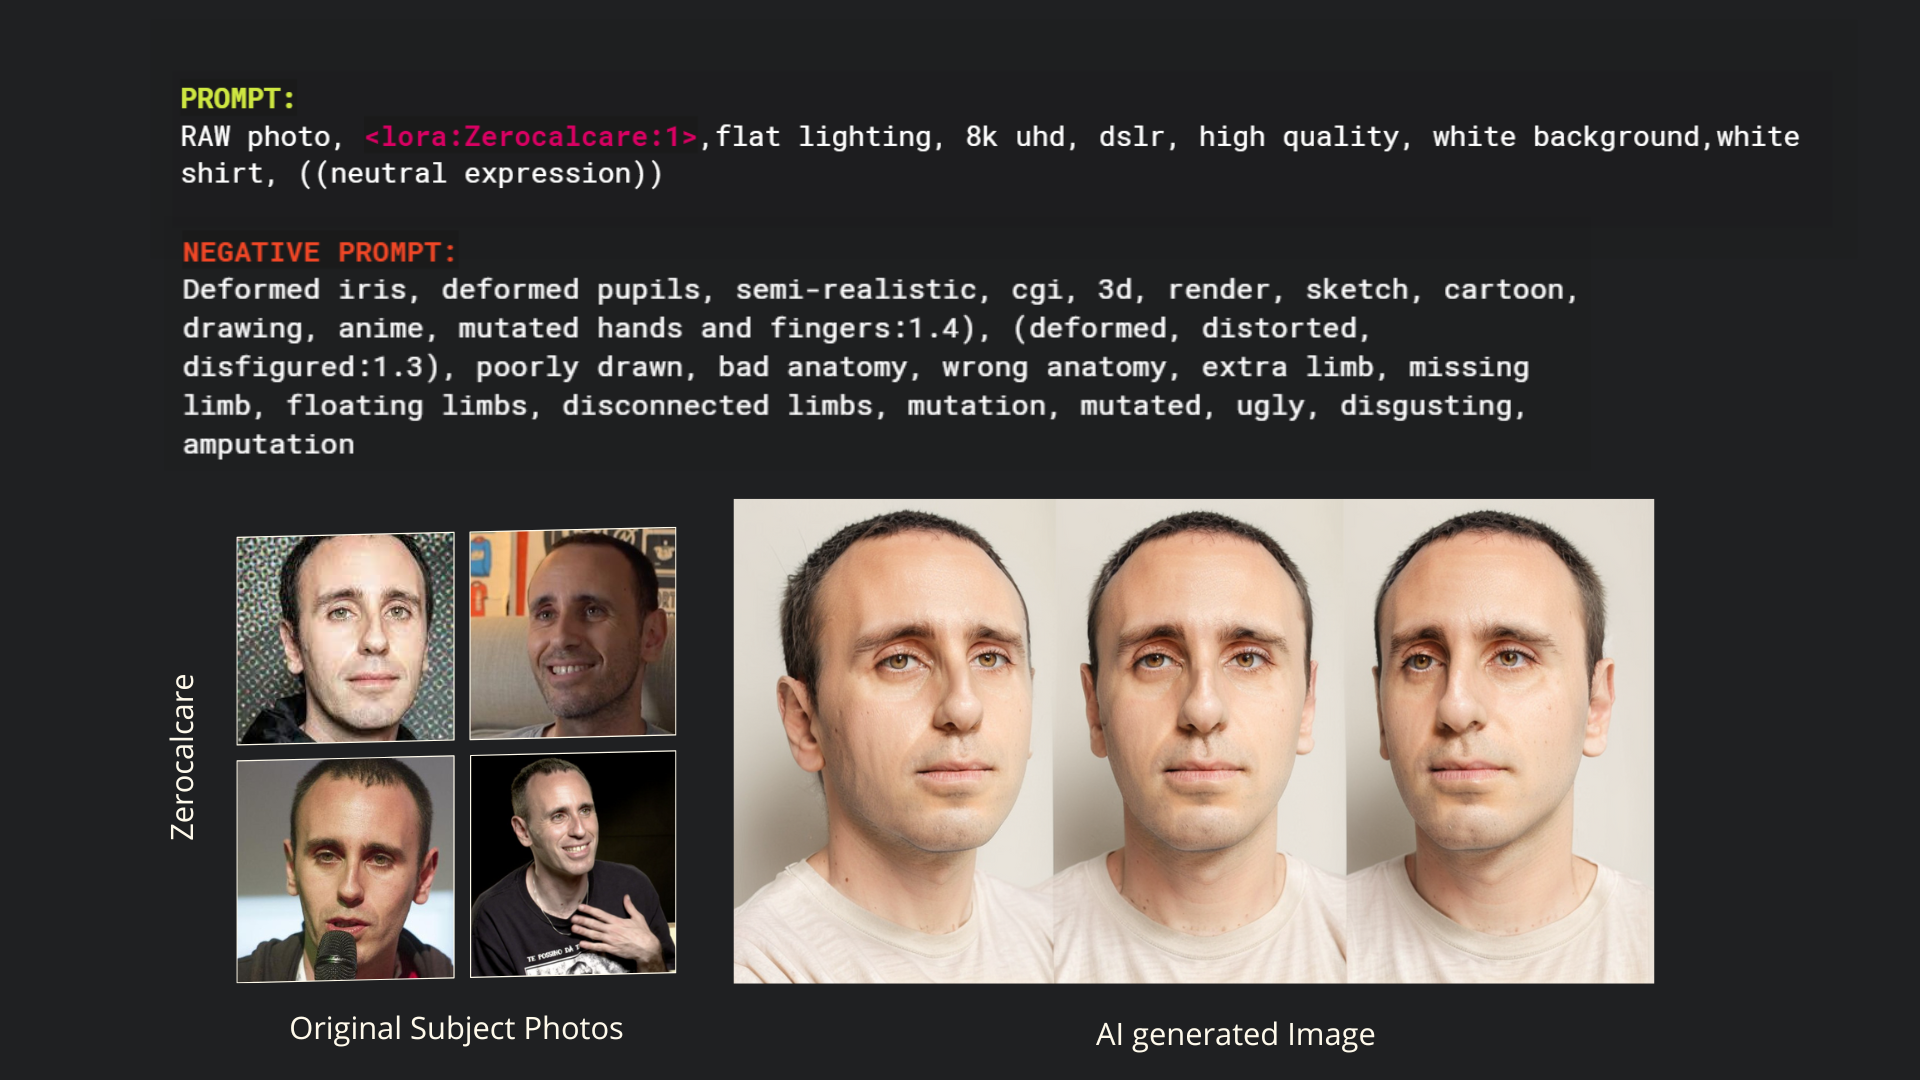 PROMPT:
RAW photo, <lora:Zerocalcare:1>,flat lighting, 8k uhd, dslr, high quality, white background,white
shirt, ((neutral expression))
NEGATIVE PROMPT:
Deformed iris, deformed pupils, semi-realistic, cgi, 3d, render, sketch, cartoon,
drawing, anime, mutated hands and fingers:1.4), (deformed, distorted,
disfigured:1.3), poorly drawn, bad anatomy, wrong anatomy, extra limb, missing
limb, floating limbs, disconnected limbs, mutation, mutated, ugly, disgusting,
amputation
Zerocalcare
TE POSSINO DÀ
Original Subject Photos
AI generated Image